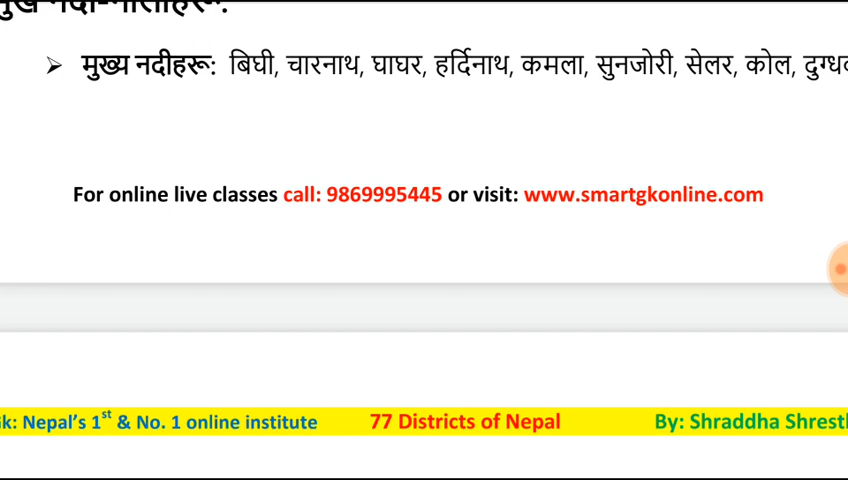 ➢ मुख्य नदीहरू: बिघी, चारनाथ, घाघर, हर्दिनाथ, कमला, सुनजोरी, सेलर, कोल,
For online live classes call: 9869995445 or visit: www.smartgkonline.com
Nepal's 1st & No. 1 online institute 77 Districts of Nepal By: Shraddha